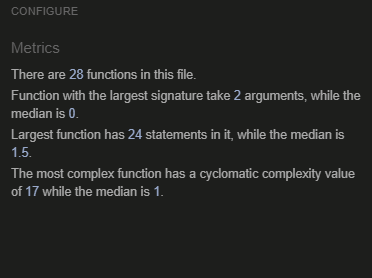 CONFIGURE
Metrics
There are 28 functions in this file.
Function with the largest signature take 2 arguments, while the
median is 0.
Largest function has 24 statements in it, while the median is
1.5.
The most complex function has a cyclomatic complexity value
of 17 while the median is 1.